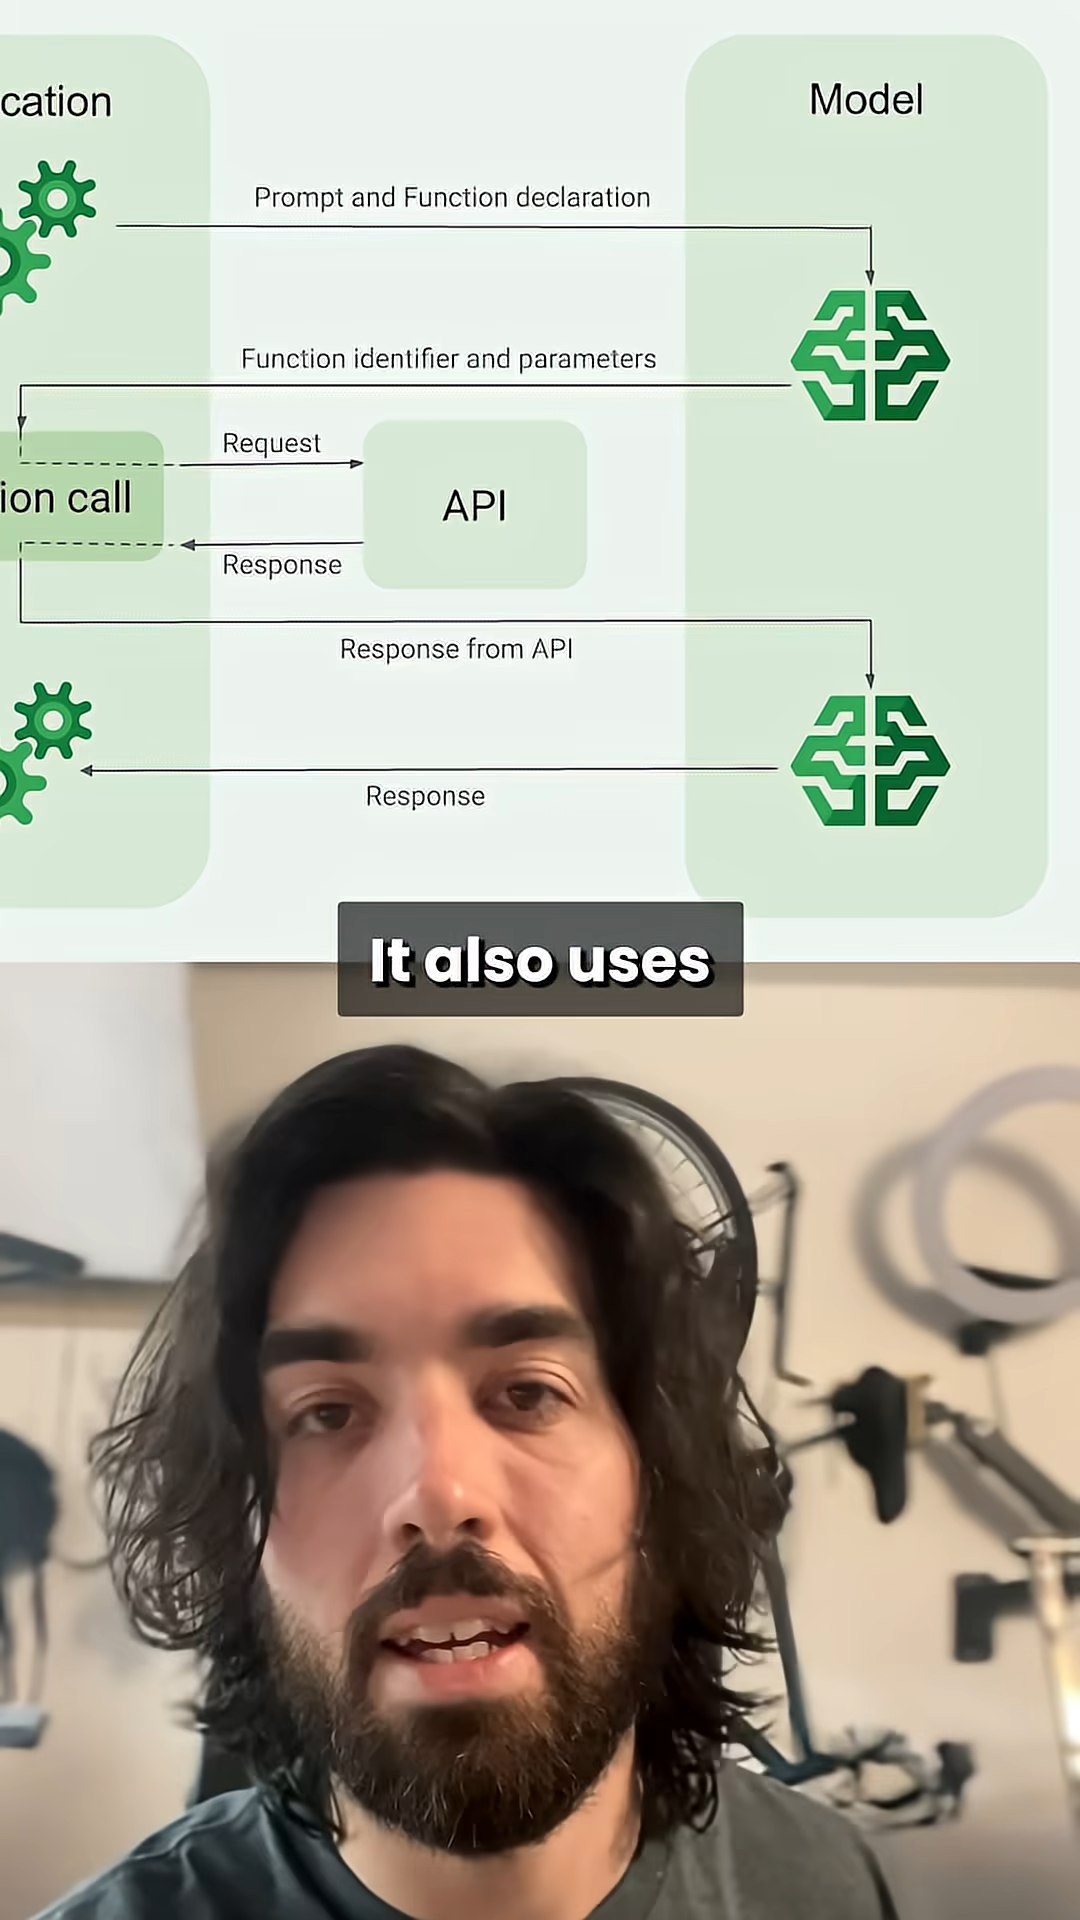 cation
Model
Prompt and Function declaration
Function identifier and parameters
Request
ion call
API
Response
Response from API
Response
It also uses